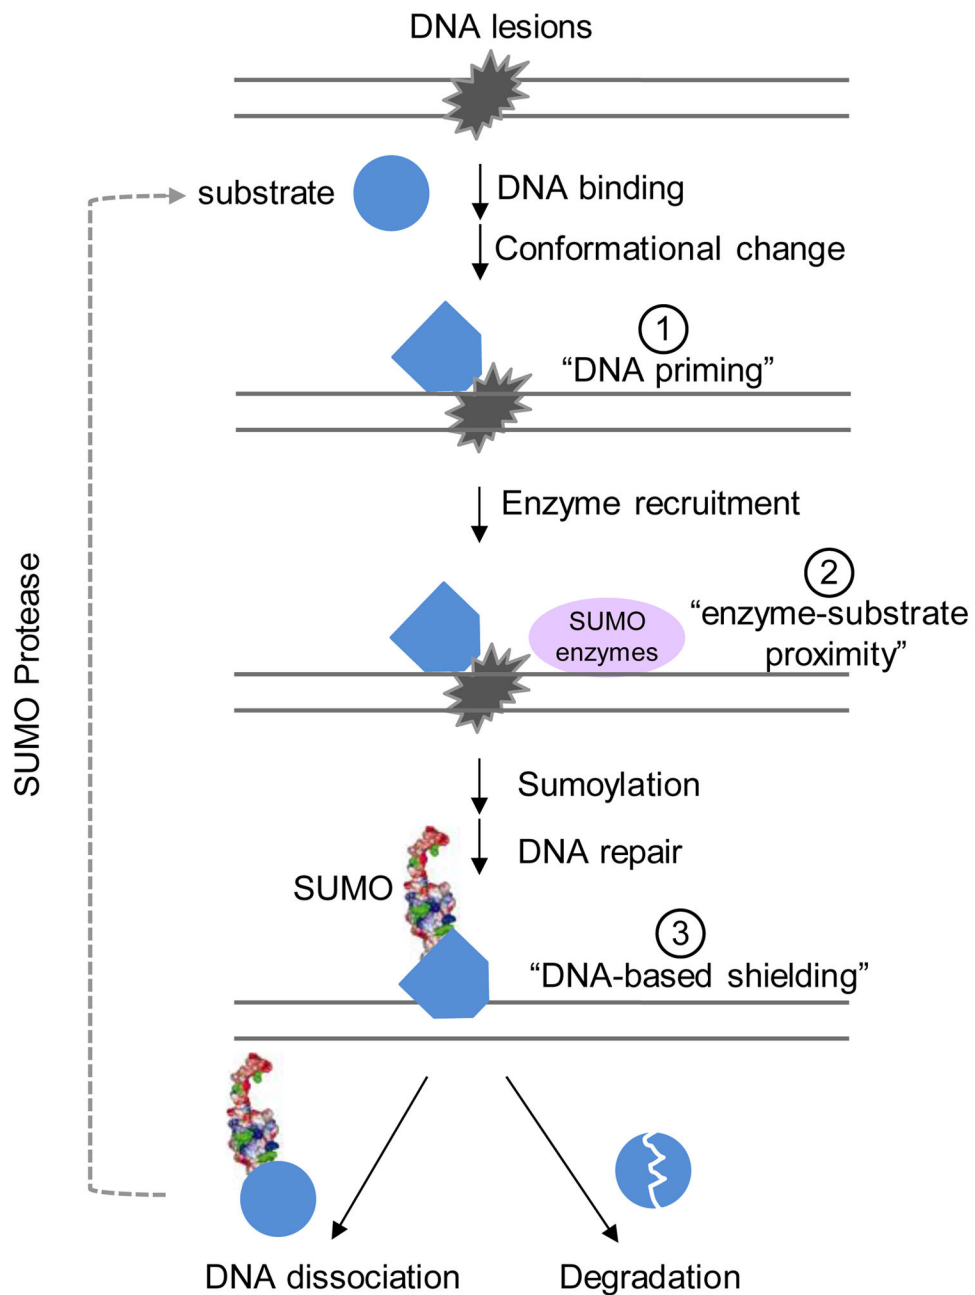 DNA lesions
substrate
DNA binding
Conformational change
1
“DNA priming”
Enzyme recruitment
2
SUMO
enzymes
“enzyme-substrate
proximity”
SUMO Protease
Sumoylation
DNA repair
SUMO
3
“DNA-based shielding”
DNA dissociation
Degradation